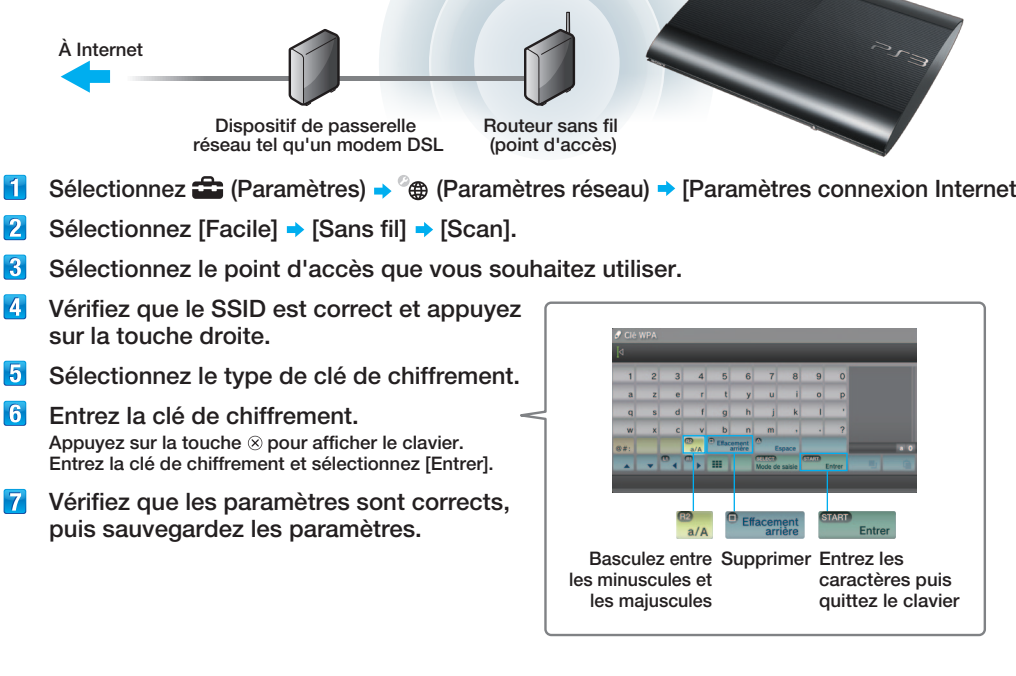 PS3
À Internet
Dispositif de passerelle
réseau tel qu'un modem DSL
Routeur sans fil
(point d'accès)
1 Sélectionnez (Paramètres) → (Paramètres réseau) → [Paramètres connexion Internet
2 Sélectionnez [Facile] → [Sans fil] → [Scan].
3 Sélectionnez le point d'accès que vous souhaitez utiliser.
4 Vérifiez que le SSID est correct et appuyez
sur la touche droite.
5 Sélectionnez le type de clé de chiffrement.
6 Entrez la clé de chiffrement.
Appuyez sur la touche ⊗ pour afficher le clavier.
Entrez la clé de chiffrement et sélectionnez [Entrer].
7 Vérifiez que les paramètres sont corrects,
puis sauvegardez les paramètres.
Clé WPA
1 2 3 4 5 6 7 8 9 0
a z e r t y u i o p
q s d f g h j k l '
w x c v b n m . . ?
@#: R2 a/A Effacement arrière Espace
SELECT Mode de saisie START Entrer
R2 a/A
Effacement
arrière
START Entrer
Basculez entre
les minuscules et
les majuscules
Supprimer
Entrez les
caractères puis
quittez le clavier